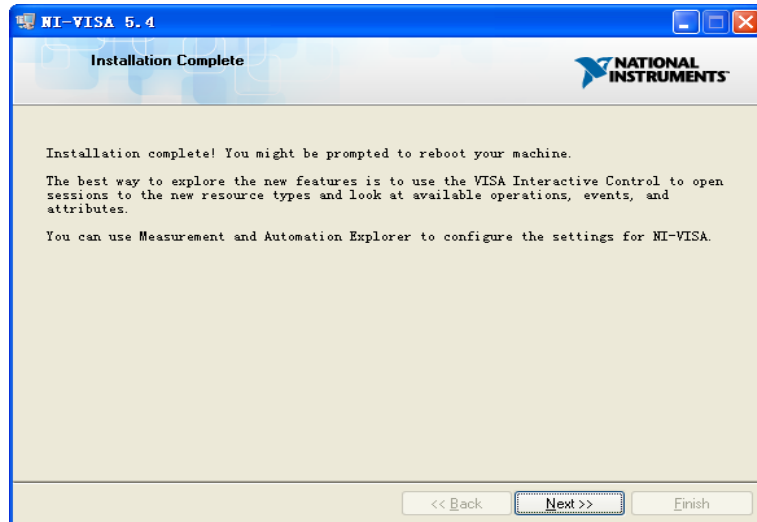 NI-VISA 5.4
Installation Complete
NATIONAL
INSTRUMENTS
Installation complete! You might be prompted to reboot your machine.
The best way to explore the new features is to use the VISA Interactive Control to open
sessions to the new resource types and look at available operations, events, and
attributes.
You can use Measurement and Automation Explorer to configure the settings for NI-VISA.
<< Back
Next >>
Finish